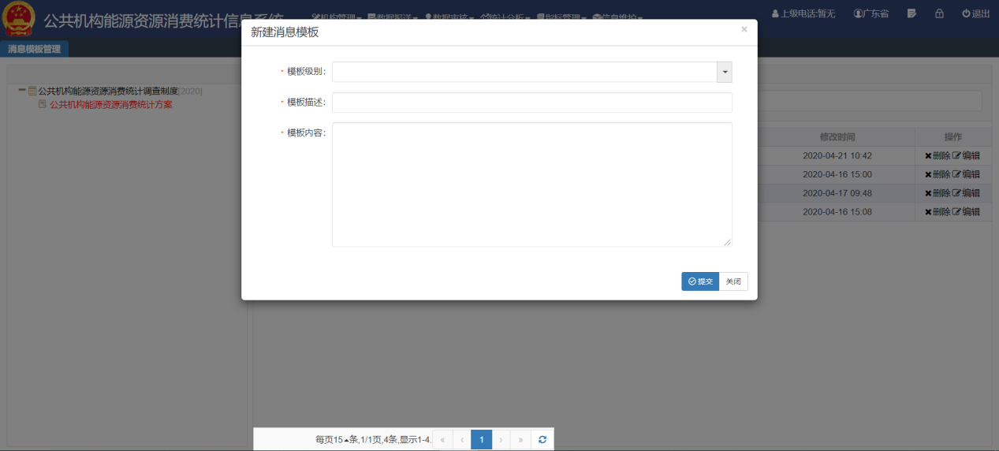 公共机构能源资源消费统计信息系统
机构管理 数据报送 数据审核 统计分析 指标管理 信息维护
上级电话:暂无 广东省 退出
消息模板管理
新建消息模板 ×
* 模板级别:
* 模板描述:
* 模板内容:
提交 关闭
公共机构能源资源消费统计调查制度[2020]
公共机构能源资源消费统计方案
修改时间 操作
2020-04-21 10:42 删除 编辑
2020-04-16 15:00 删除 编辑
2020-04-17 09:48 删除 编辑
2020-04-16 15:08 删除 编辑
每页15条,1/1页,4条,显示1-4. « ‹ 1 › »